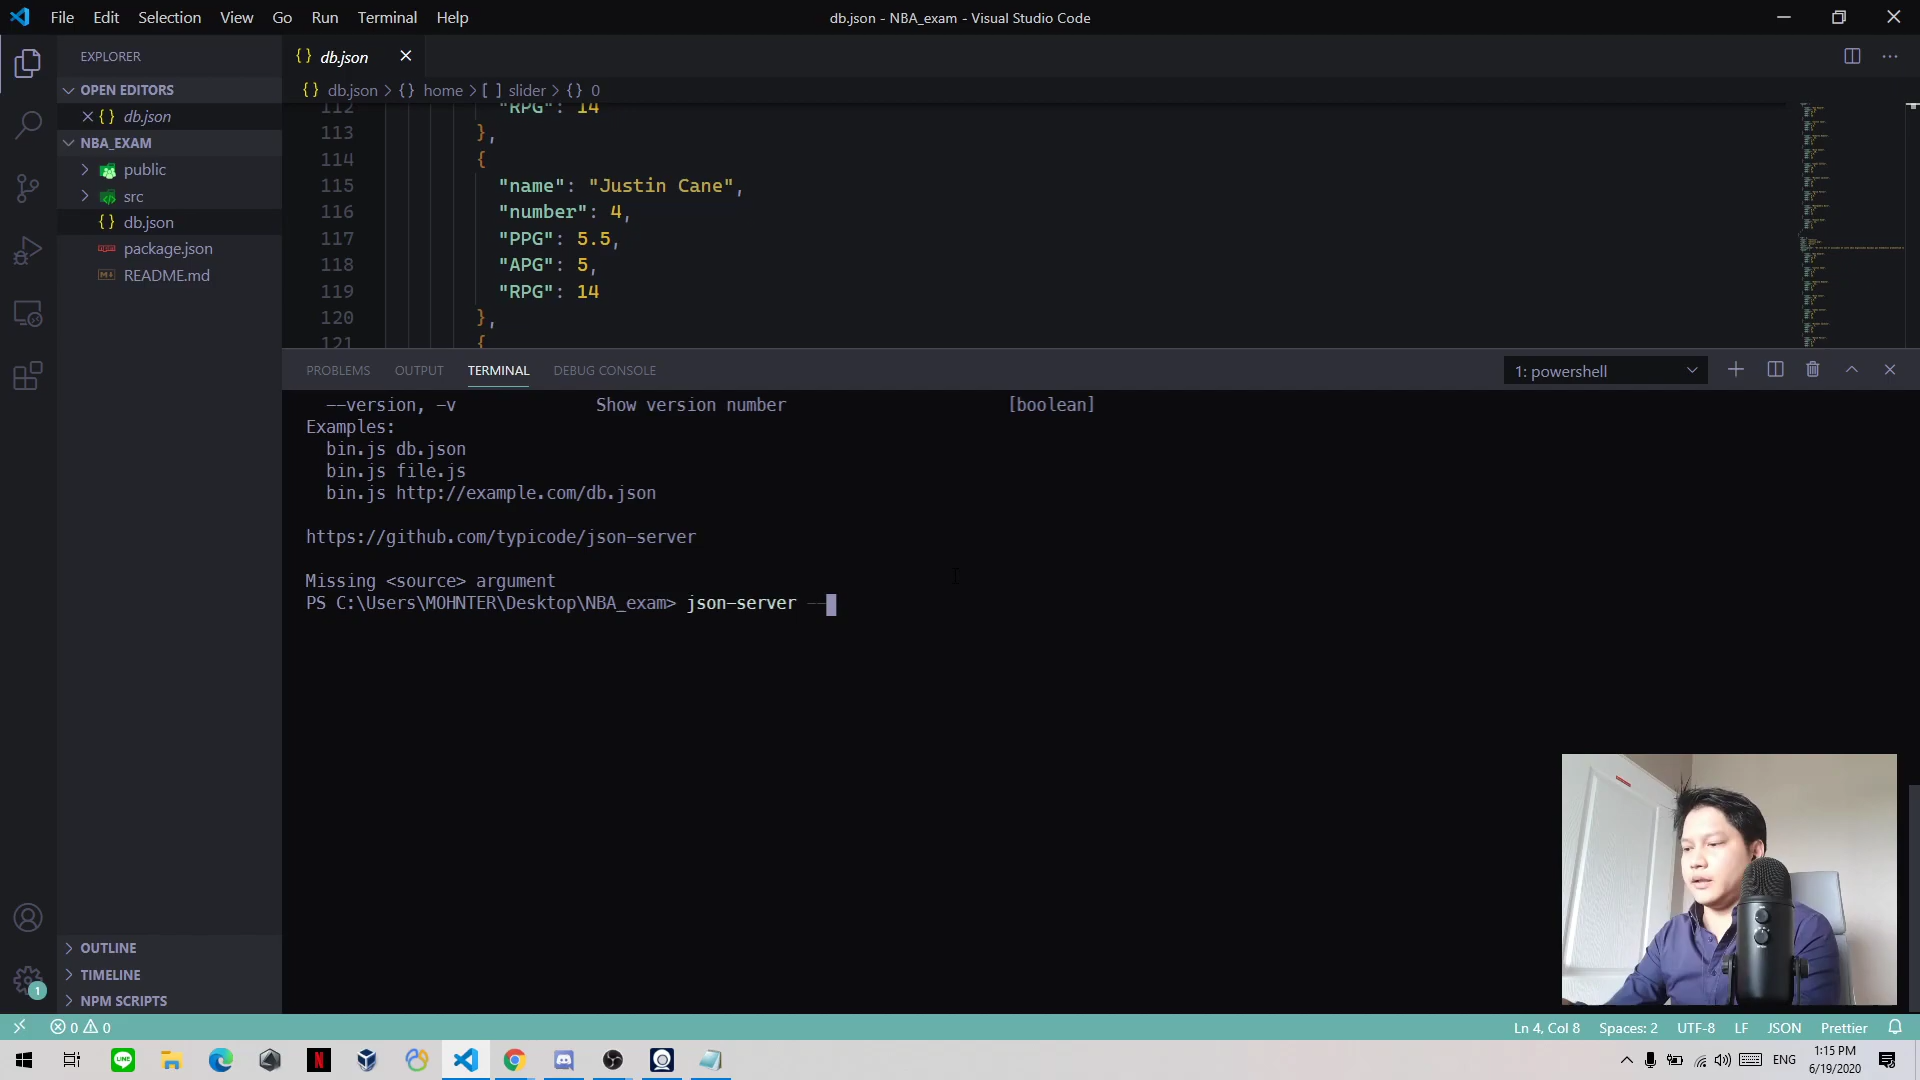 File Edit Selection View Go Run Terminal Help
db.json - NBA_exam - Visual Studio Code
EXPLORER
OPEN EDITORS
db.json
NBA_EXAM
public
src
db.json
package.json
README.md
OUTLINE
TIMELINE
NPM SCRIPTS
db.json
db.json > {} home > [ ] slider > {} 0
112 "RPG": 14
113 },
114 {
115 "name": "Justin Cane",
116 "number": 4,
117 "PPG": 5.5,
118 "APG": 5,
119 "RPG": 14
120 },
121 {
PROBLEMS OUTPUT TERMINAL DEBUG CONSOLE
1: powershell
--version, -v Show version number [boolean]
Examples:
bin.js db.json
bin.js file.js
bin.js http://example.com/db.json
https://github.com/typicode/json-server
Missing <source> argument
PS C:\Users\MOHNTER\Desktop\NBA_exam> json-server --
1
0 0
Ln 4, Col 8 Spaces: 2 UTF-8 LF JSON Prettier
ENG
1:15 PM
6/19/2020